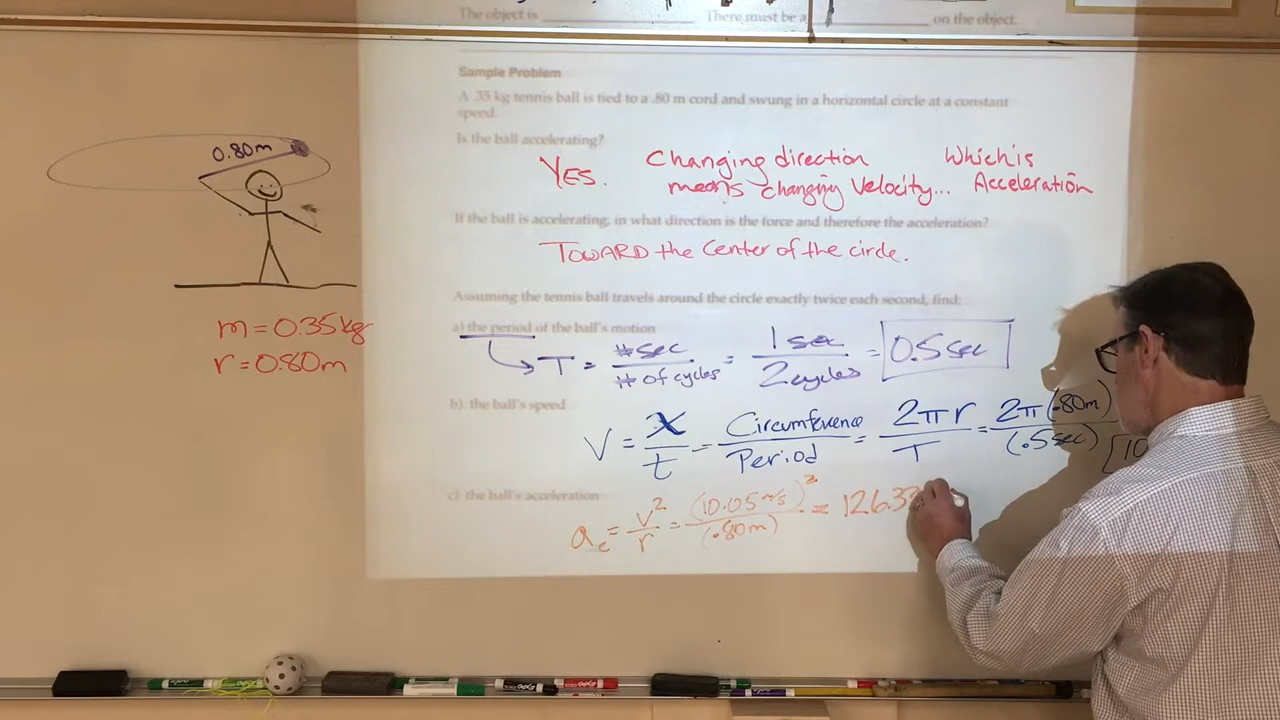 The object is ____________ There must be a ____________ on the object.
Sample Problem
A .35 kg tennis ball is tied to a .80 m cord and swung in a horizontal circle at a constant
speed.
Is the ball accelerating?
YES. Changing direction means changing velocity... Which is Acceleration
If the ball is accelerating, in what direction is the force and therefore the acceleration?
TOWARD the center of the circle.
Assuming the tennis ball travels around the circle exactly twice each second, find:
a) the period of the ball's motion
T = #sec / # of cycles = 1 sec / 2 cycles = 0.5 sec
b) the ball's speed
V = x / t = Circumference / Period = 2πr / T = 2π(.80m) / (.5sec) [10
c) the ball's acceleration
a_c = v² / r = (10.05 m/s)² / (.80m) = 126.3
0.80m
m = 0.35kg
r = 0.80m